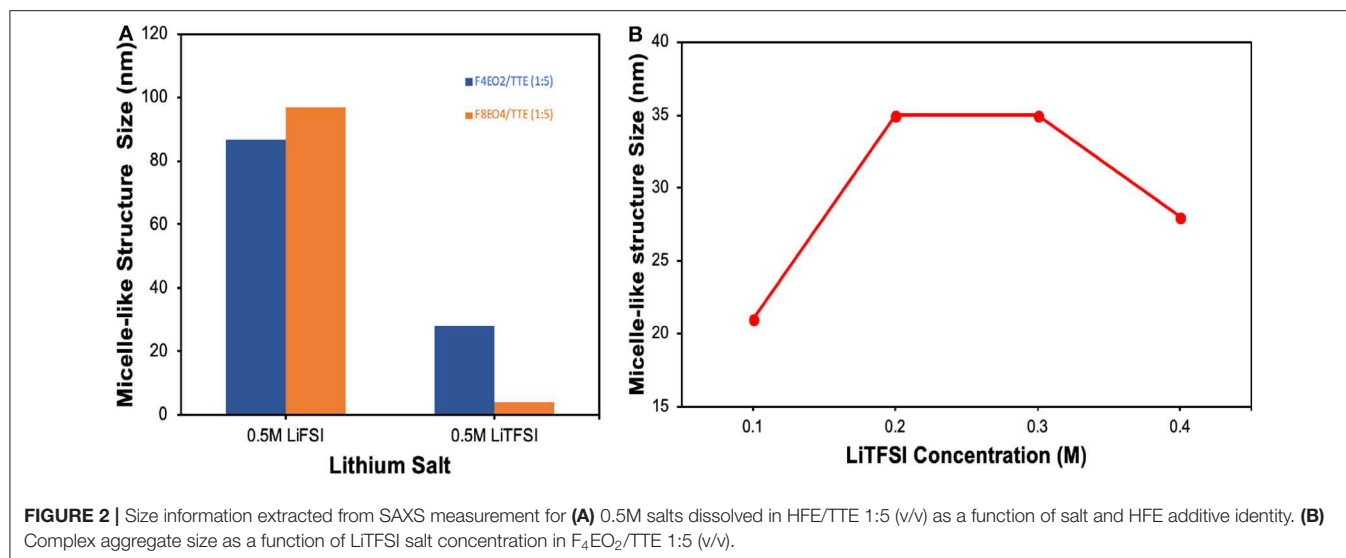 A
Micelle-like Structure Size (nm)
120
100
80
60
40
20
0
F4EO2/TTE (1:5)
F8EO4/TTE (1:5)
0.5M LiFSI
0.5M LiTFSI
Lithium Salt
B
Micelle-like structure Size (nm)
40
35
30
25
20
15
0.1
0.2
0.3
0.4
LiTFSI Concentration (M)
FIGURE 2 | Size information extracted from SAXS measurement for (A) 0.5M salts dissolved in HFE/TTE 1:5 (v/v) as a function of salt and HFE additive identity. (B)
Complex aggregate size as a function of LiTFSI salt concentration in F₄EO₂/TTE 1:5 (v/v).